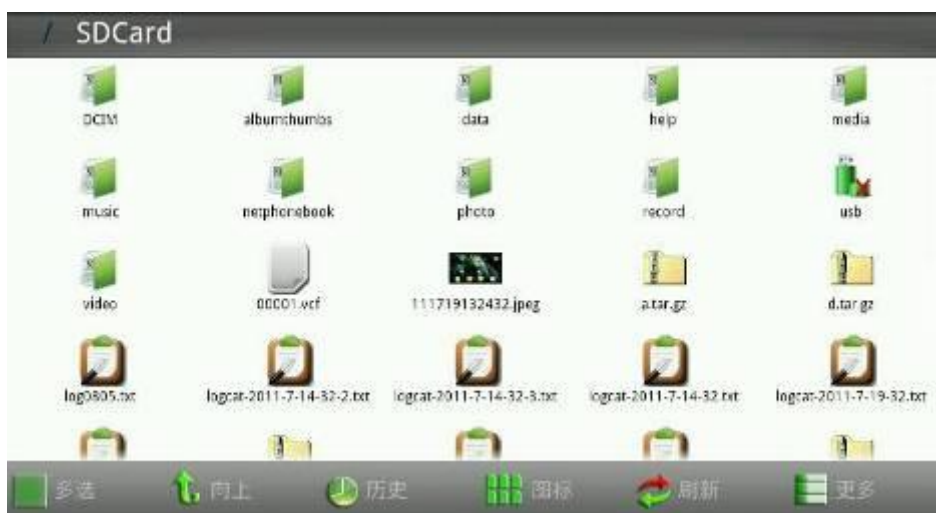 / SDCard
DCIM albumthumbs data help media
music netphonebook photo record usb
video 00001.vcf 111719132432.jpeg a.tar.gz d.tar.gz
log0805.txt logcat-2011-7-14-32-2.txt logcat-2011-7-14-32-3.txt logcat-2011-7-14-32.txt logcat-2011-7-19-32.txt
多选 向上 历史 图标 刷新 更多